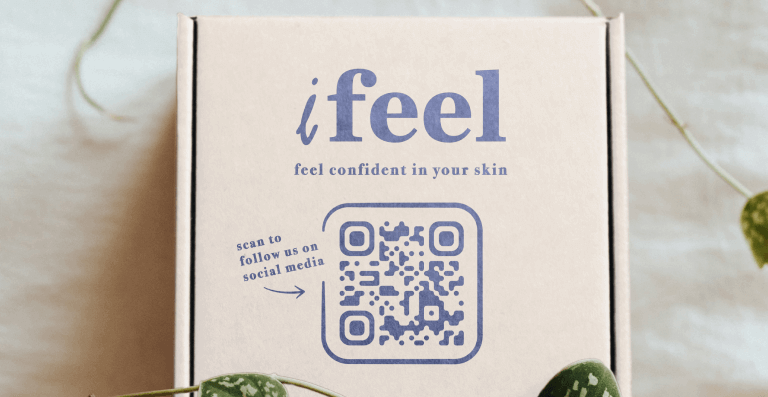 ifeel
feel confident in your skin
scan to
follow us on
social media